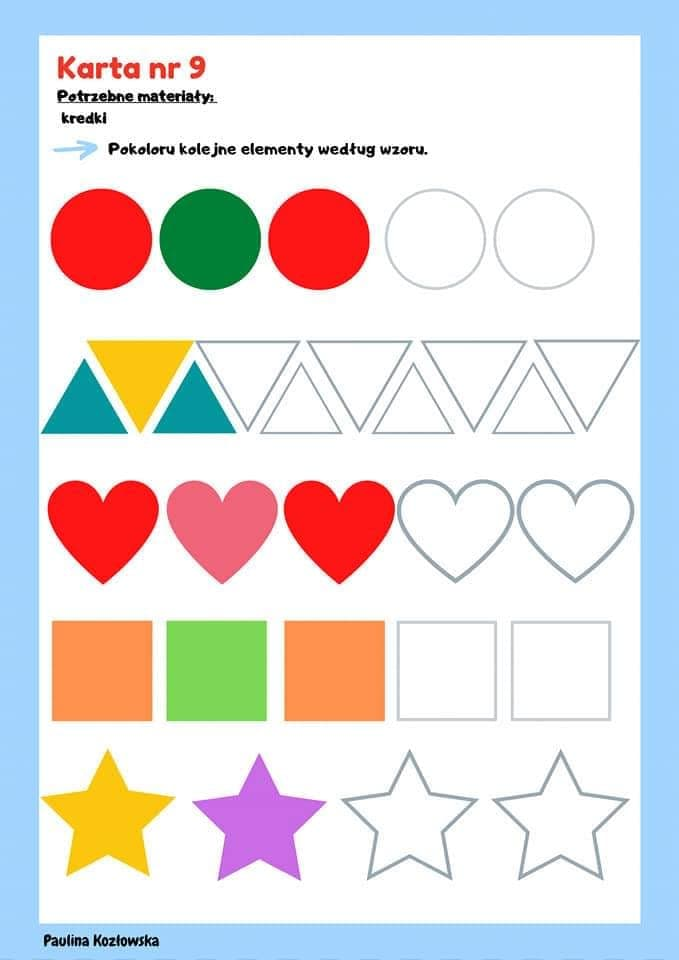 Karta nr 9
Potrzebne materiały:
kredki
Pokoloru kolejne elementy według wzoru.
Paulina Kozłowska